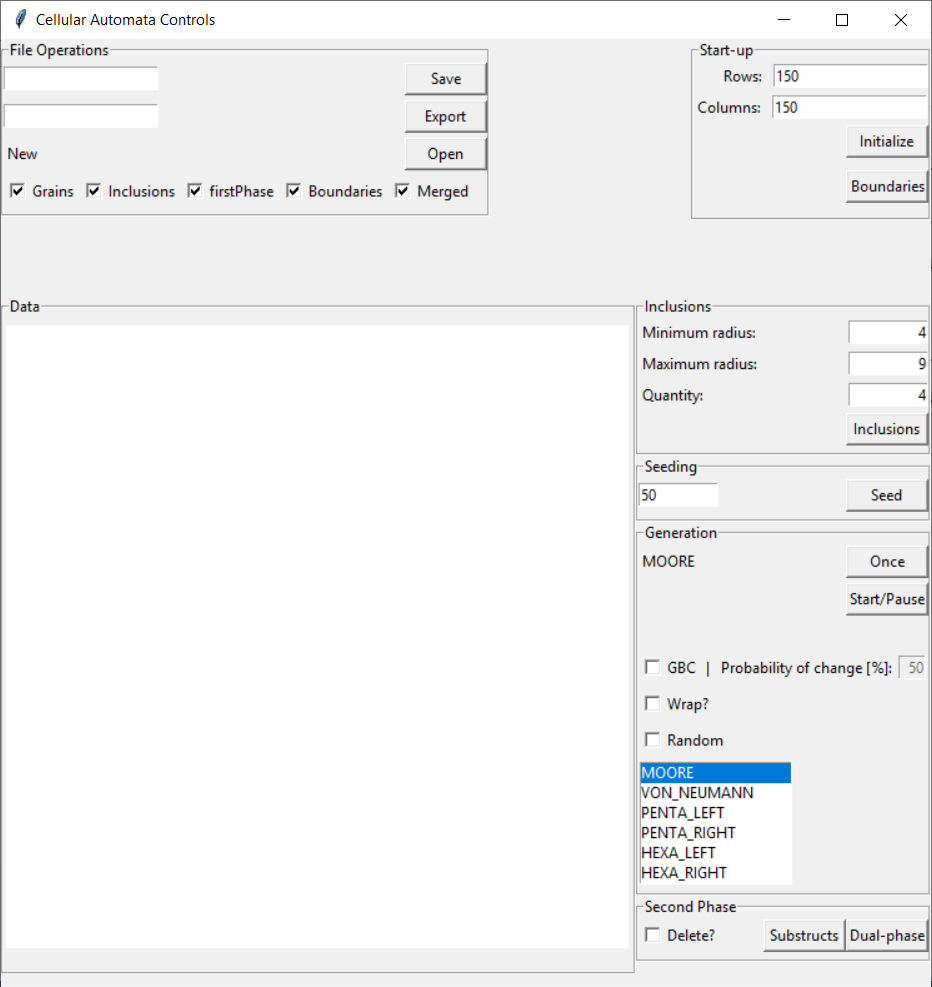 Cellular Automata Controls
File Operations
Save
Export
New
Open
Grains Inclusions firstPhase Boundaries Merged
Start-up
Rows: 150
Columns: 150
Initialize
Boundaries
Data
Inclusions
Minimum radius: 4
Maximum radius: 9
Quantity: 4
Inclusions
Seeding
50 Seed
Generation
MOORE Once
Start/Pause
GBC | Probability of change [%]: 50
Wrap?
Random
MOORE
VON_NEUMANN
PENTA_LEFT
PENTA_RIGHT
HEXA_LEFT
HEXA_RIGHT
Second Phase
Delete? Substructs Dual-phase